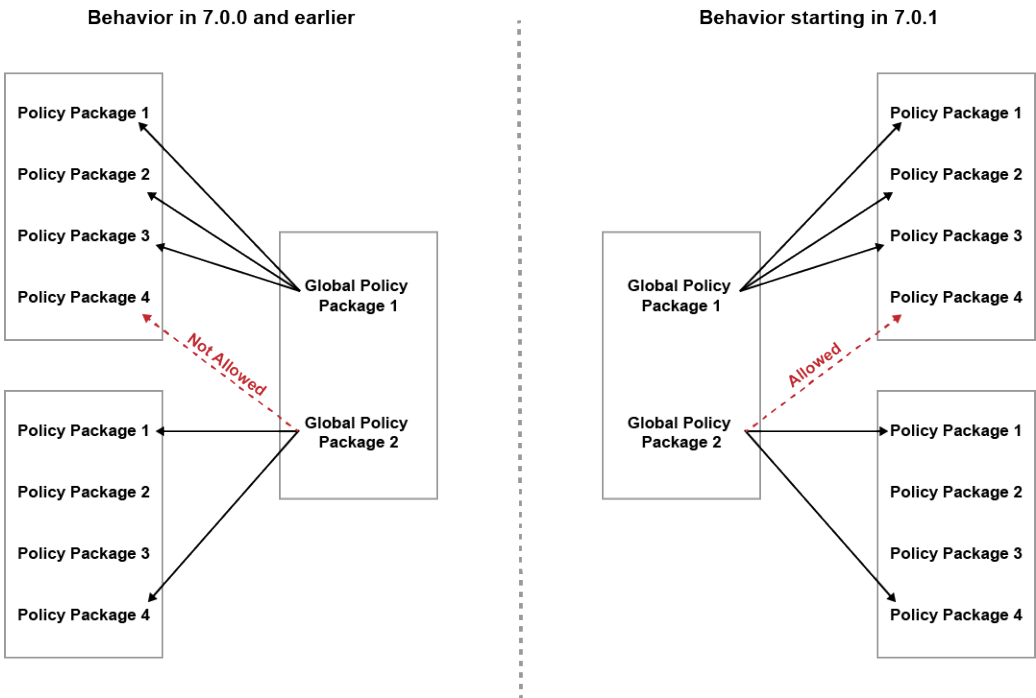 Behavior in 7.0.0 and earlier
Policy Package 1
Policy Package 2
Policy Package 3
Policy Package 4
Global Policy
Package 1
Not Allowed
Global Policy
Package 2
Policy Package 1
Policy Package 2
Policy Package 3
Policy Package 4
Behavior starting in 7.0.1
Policy Package 1
Policy Package 2
Policy Package 3
Policy Package 4
Global Policy
Package 1
Allowed
Global Policy
Package 2
Policy Package 1
Policy Package 2
Policy Package 3
Policy Package 4